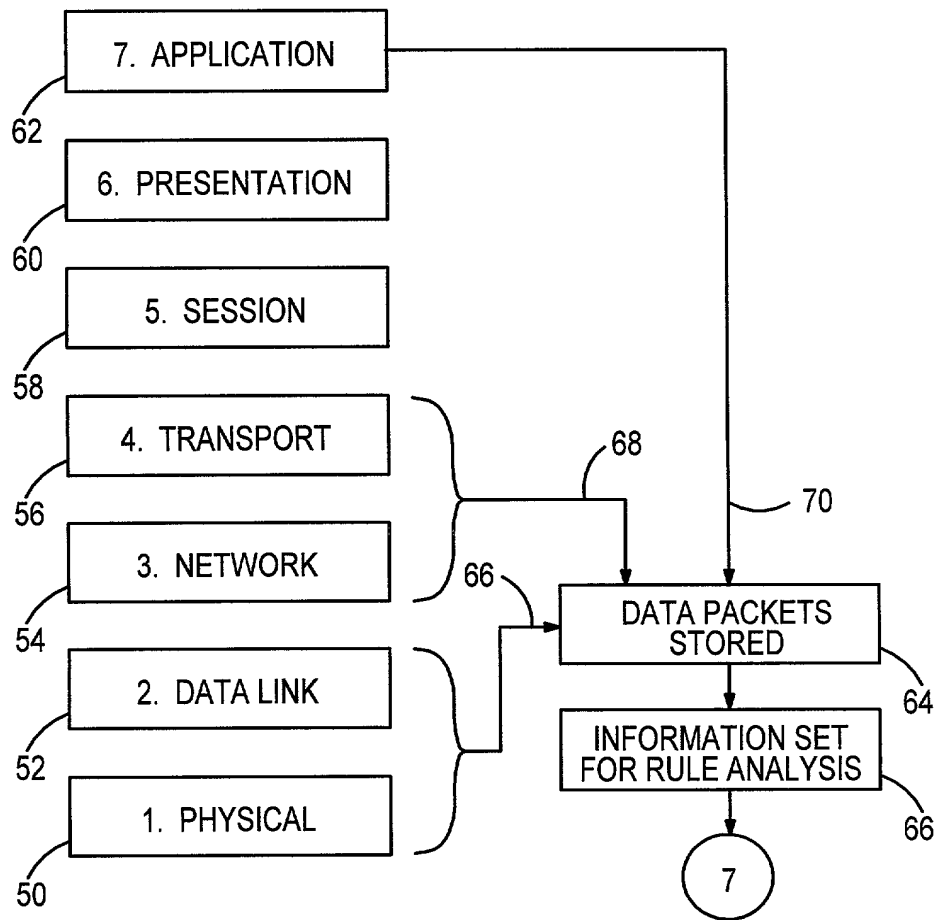 7. APPLICATION
62
6. PRESENTATION
60
5. SESSION
58
4. TRANSPORT
56
68
70
3. NETWORK
54
66
DATA PACKETS
STORED
64
2. DATA LINK
52
INFORMATION SET
FOR RULE ANALYSIS
66
1. PHYSICAL
50
7